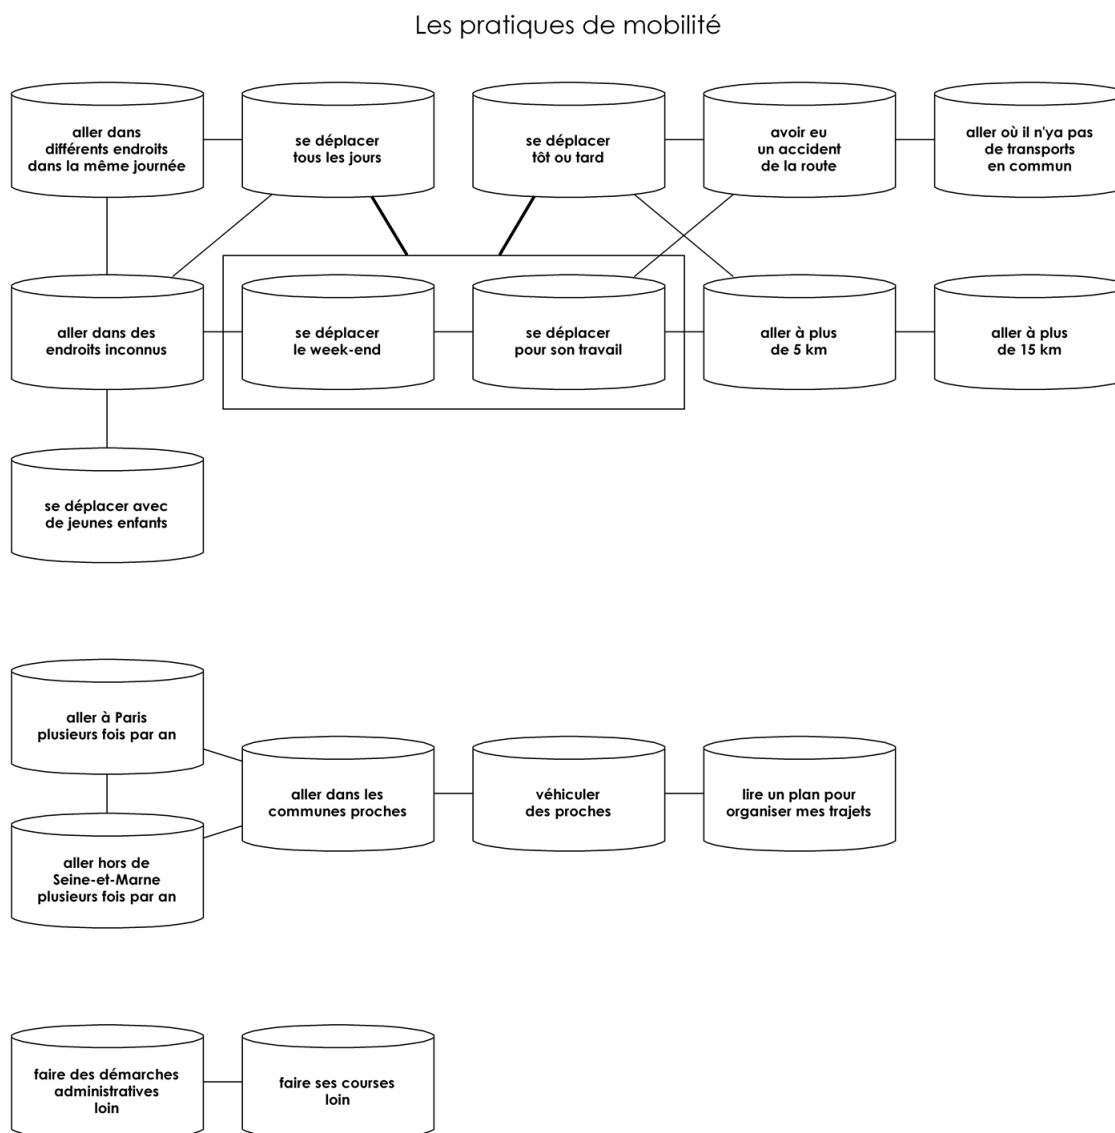 Les pratiques de mobilité
aller dans
différents endroits
dans la même journée
se déplacer
tous les jours
se déplacer
tôt ou tard
avoir eu
un accident
de la route
aller où il n'ya pas
de transports
en commun
aller dans des
endroits inconnus
se déplacer
le week-end
se déplacer
pour son travail
aller à plus
de 5 km
aller à plus
de 15 km
se déplacer avec
de jeunes enfants
aller à Paris
plusieurs fois par an
aller dans les
communes proches
véhiculer
des proches
lire un plan pour
organiser mes trajets
aller hors de
Seine-et-Marne
plusieurs fois par an
faire des démarches
administratives
loin
faire ses courses
loin